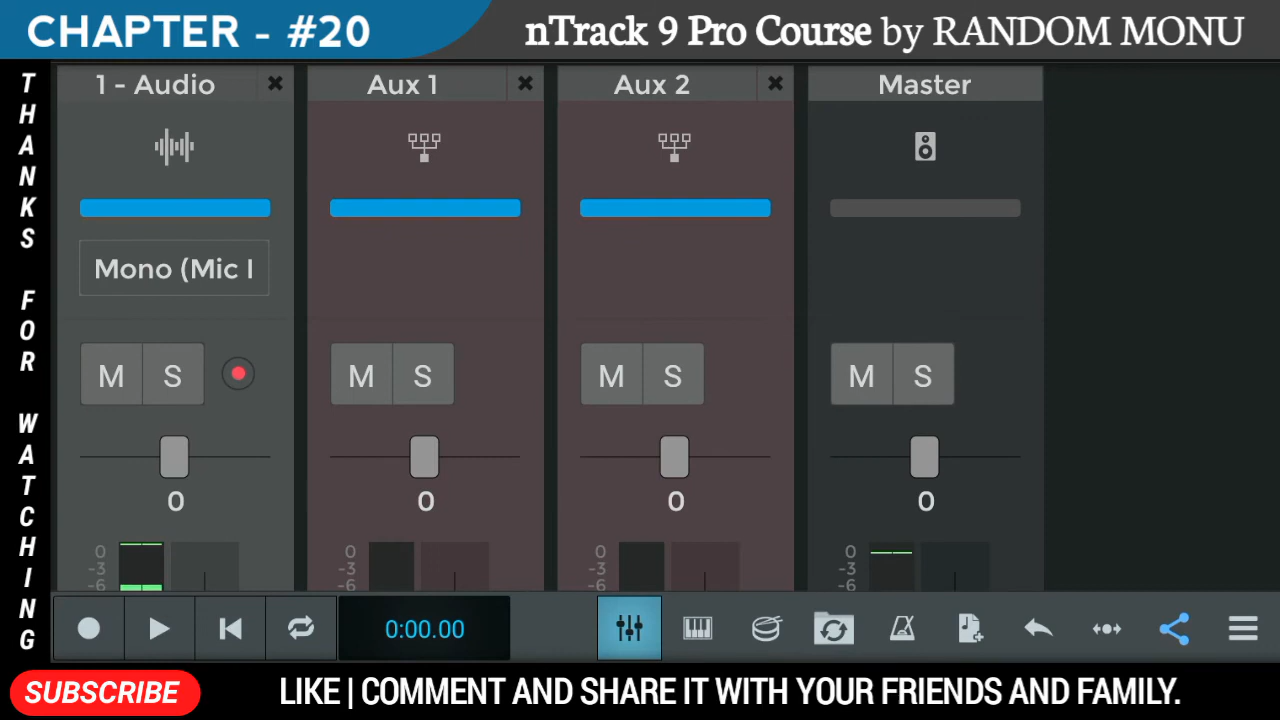 CHAPTER - #20
nTrack 9 Pro Course by RANDOM MONU
THANKS FOR WATCHING
1 - Audio
Aux 1
Aux 2
Master
Mono (Mic I
M S
M S
M S
M S
0
0
0
0
0
-3
-6
0
-3
-6
0
-3
-6
0
-3
-6
0:00.00
SUBSCRIBE
LIKE | COMMENT AND SHARE IT WITH YOUR FRIENDS AND FAMILY.